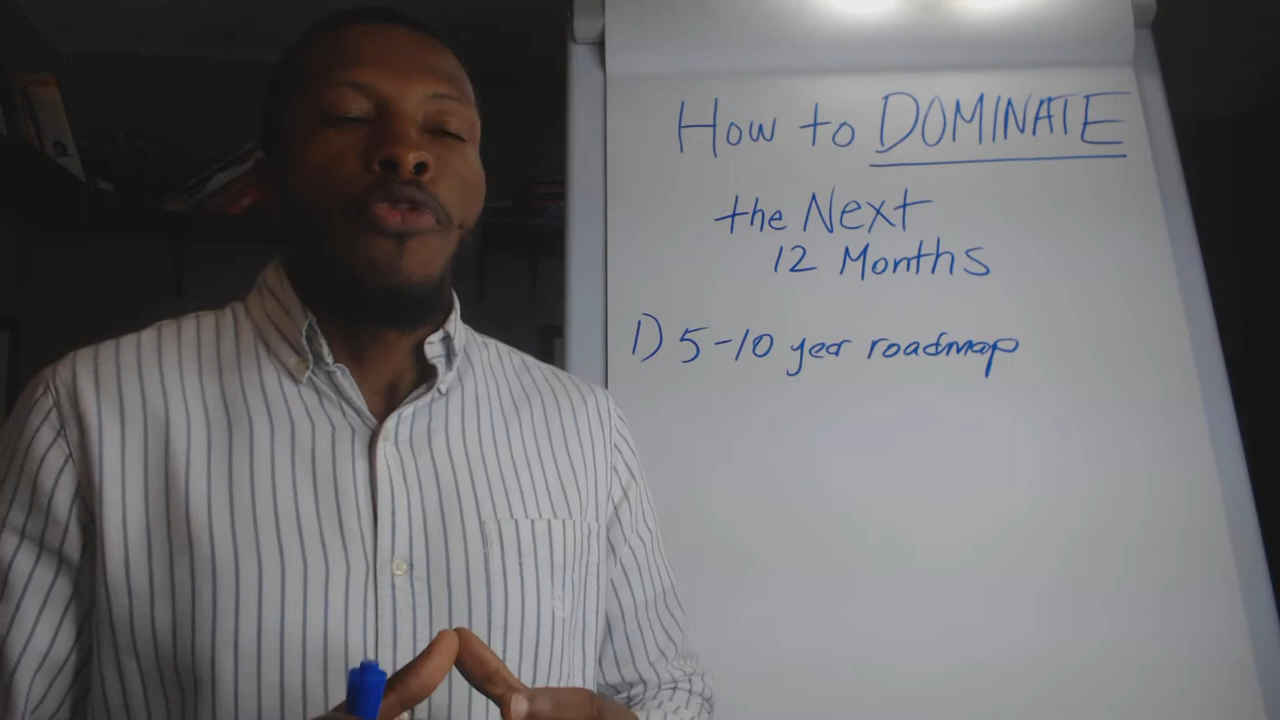 How to DOMINATE
the Next
12 Months
1) 5-10 year roadmap